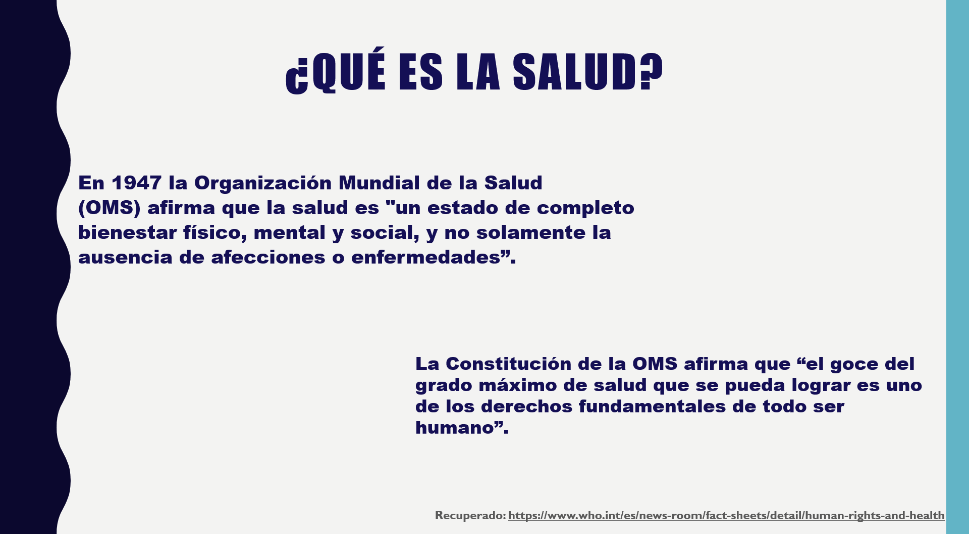 ¿QUÉ ES LA SALUD?
En 1947 la Organización Mundial de la Salud
(OMS) afirma que la salud es "un estado de completo
bienestar físico, mental y social, y no solamente la
ausencia de afecciones o enfermedades”.
La Constitución de la OMS afirma que “el goce del
grado máximo de salud que se pueda lograr es uno
de los derechos fundamentales de todo ser
humano”.
Recuperado: https://www.who.int/es/news-room/fact-sheets/detail/human-rights-and-health